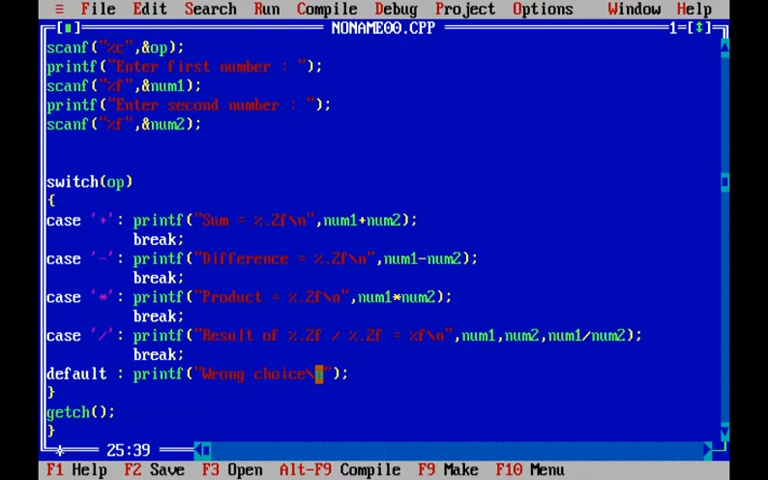 ≡ File Edit Search Run Compile Debug Project Options Window Help
[■] NONAME00.CPP 1=[↕]
scanf("%c",&op);
printf("Enter first number : ");
scanf("%f",&num1);
printf("Enter second number : ");
scanf("%f",&num2);
switch(op)
{
case '+': printf("Sum = %.2f\n",num1+num2);
break;
case '-': printf("Difference = %.2f\n",num1-num2);
break;
case '*': printf("Product = %.2f\n",num1*num2);
break;
case '/': printf("Result of %.2f / %.2f = %f\n",num1,num2,num1/num2);
break;
default : printf("Wrong choice\n");
}
getch();
}
* 25:39
F1 Help F2 Save F3 Open Alt-F9 Compile F9 Make F10 Menu